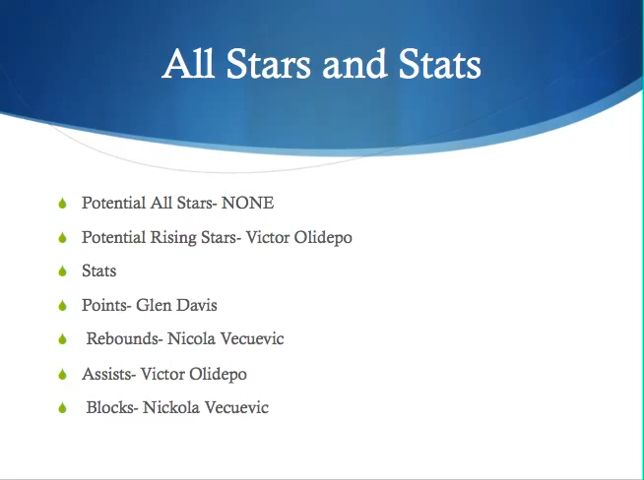 All Stars and Stats
Potential All Stars- NONE
Potential Rising Stars- Victor Olidepo
Stats
Points- Glen Davis
Rebounds- Nicola Vecuevic
Assists- Victor Olidepo
Blocks- Nickola Vecuevic